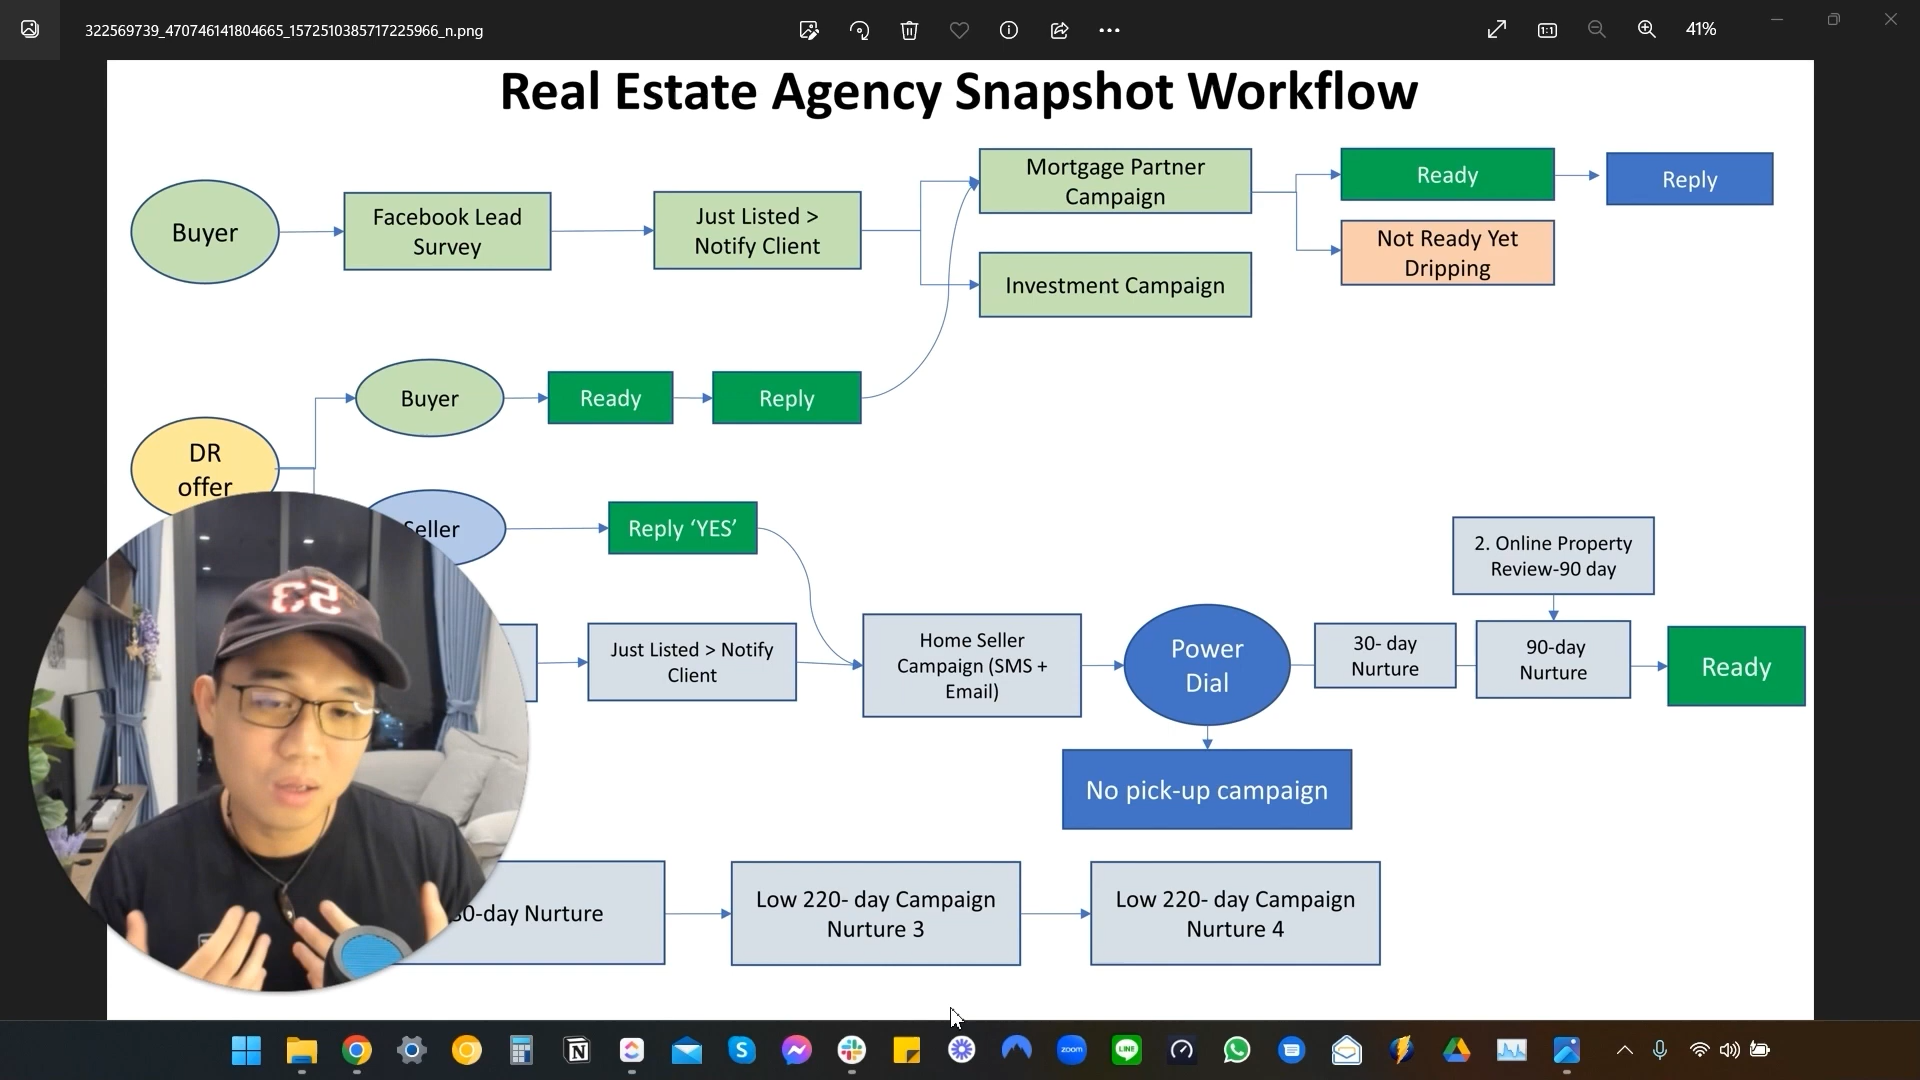 322569739_470746141804665_1572510385717225966_n.png
41%
Real Estate Agency Snapshot Workflow
Buyer
Facebook Lead
Survey
Just Listed >
Notify Client
Mortgage Partner
Campaign
Investment Campaign
Ready
Reply
Not Ready Yet
Dripping
Buyer
Ready
Reply
DR
offer
Seller
Reply ‘YES’
2. Online Property
Review-90 day
Just Listed > Notify
Client
Home Seller
Campaign (SMS +
Email)
Power
Dial
30- day
Nurture
90-day
Nurture
Ready
No pick-up campaign
0-day Nurture
Low 220- day Campaign
Nurture 3
Low 220- day Campaign
Nurture 4
zoom
LINE